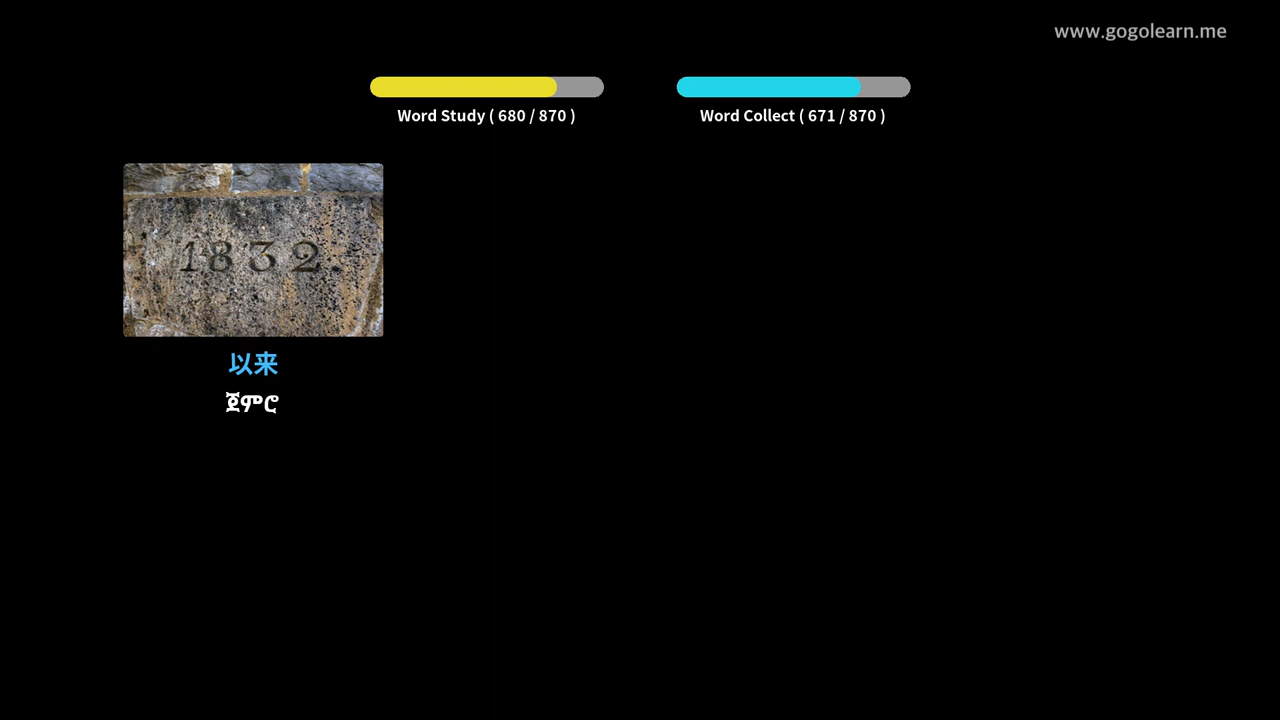 www.gogolearn.me
Word Study ( 680 / 870 )
Word Collect ( 671 / 870 )
1832.
以来
ጀምሮ